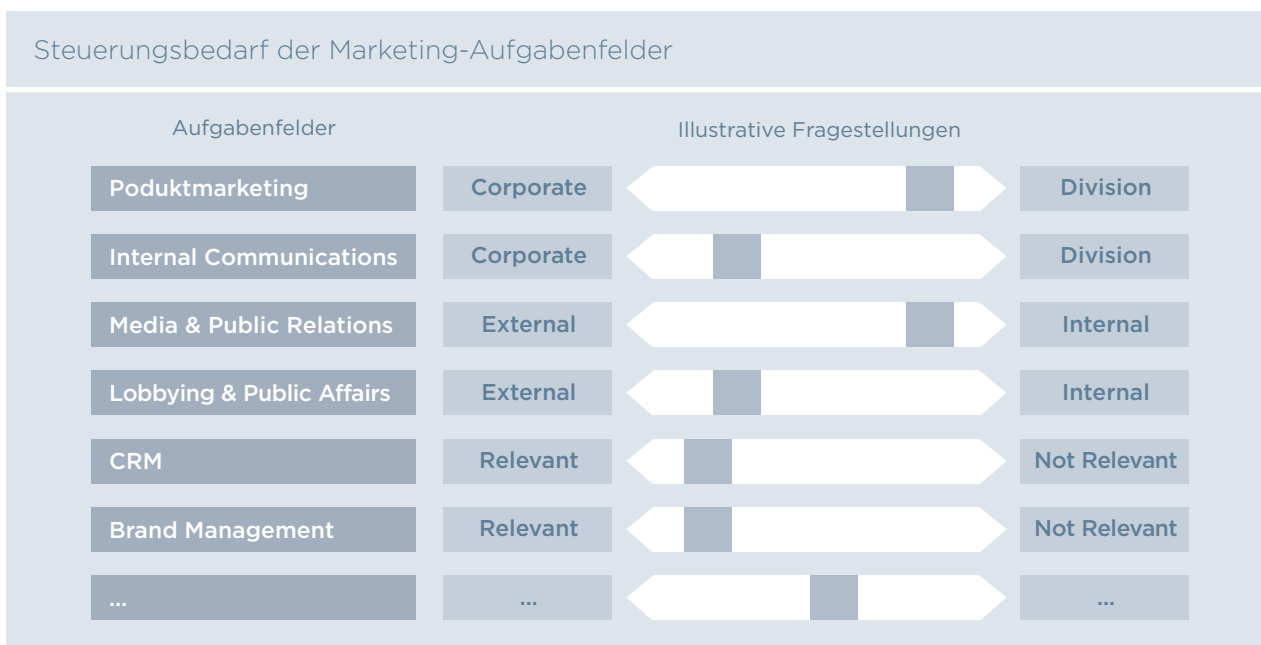 Steuerungsbedarf der Marketing-Aufgabenfelder
Aufgabenfelder Illustrative Fragestellungen
Poduktmarketing Corporate Division
Internal Communications Corporate Division
Media & Public Relations External Internal
Lobbying & Public Affairs External Internal
CRM Relevant Not Relevant
Brand Management Relevant Not Relevant
... ... ...